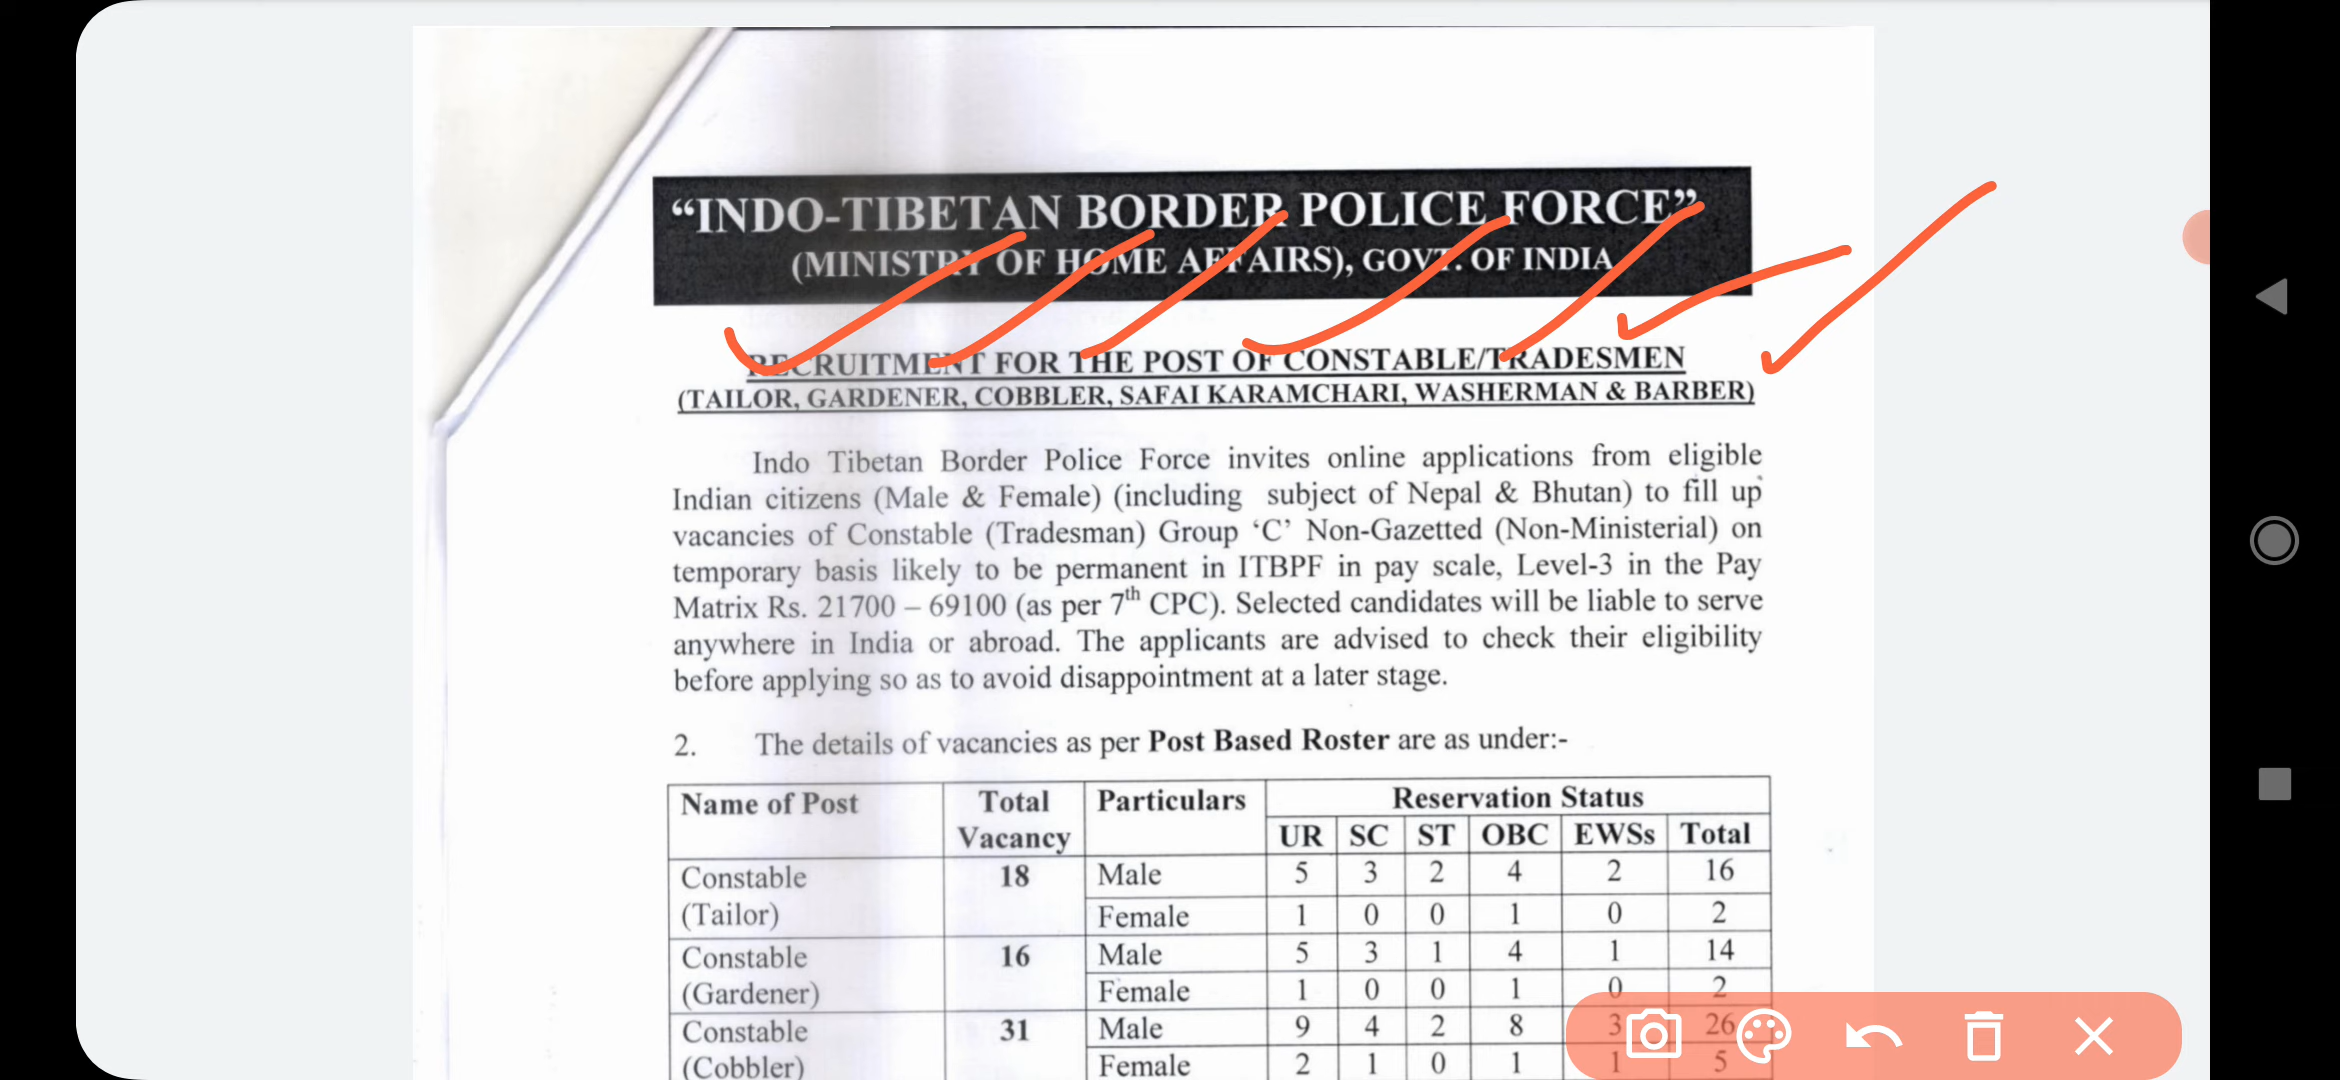 “INDO-TIBETAN BORDER POLICE FORCE”
(MINISTRY OF HOME AFFAIRS), GOVT. OF INDIA
RECRUITMENT FOR THE POST OF CONSTABLE/TRADESMEN
(TAILOR, GARDENER, COBBLER, SAFAI KARAMCHARI, WASHERMAN & BARBER)
Indo Tibetan Border Police Force invites online applications from eligible
Indian citizens (Male & Female) (including subject of Nepal & Bhutan) to fill up
vacancies of Constable (Tradesman) Group ‘C’ Non-Gazetted (Non-Ministerial) on
temporary basis likely to be permanent in ITBPF in pay scale, Level-3 in the Pay
Matrix Rs. 21700 – 69100 (as per 7th CPC). Selected candidates will be liable to serve
anywhere in India or abroad. The applicants are advised to check their eligibility
before applying so as to avoid disappointment at a later stage.
2. The details of vacancies as per Post Based Roster are as under:-
Name of Post Total Vacancy Particulars Reservation Status
UR SC ST OBC EWSs Total
Constable (Tailor) 18 Male 5 3 2 4 2 16
Female 1 0 0 1 0 2
Constable (Gardener) 16 Male 5 3 1 4 1 14
Female 1 0 0 1 0 2
Constable (Cobbler) 31 Male 9 4 2 8 3 26
Female 2 1 0 1 1 5